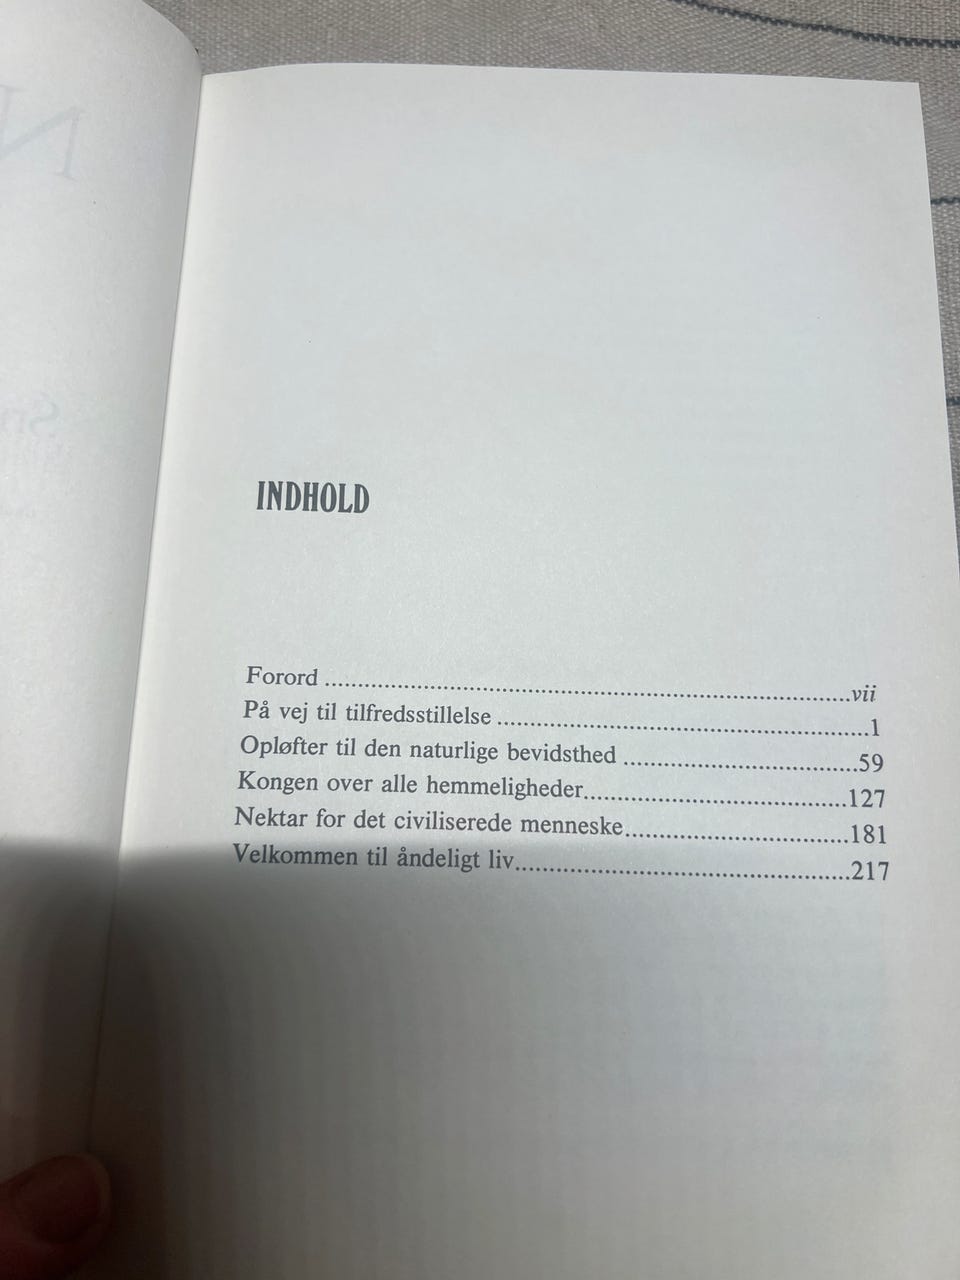 INDHOLD
Forord ........................................................................................vii
På vej til tilfredsstillelse ...............................................................1
Opløfter til den naturlige bevidsthed .......................................59
Kongen over alle hemmeligheder............................................127
Nektar for det civiliserede menneske.....................................181
Velkommen til åndeligt liv.......................................................217